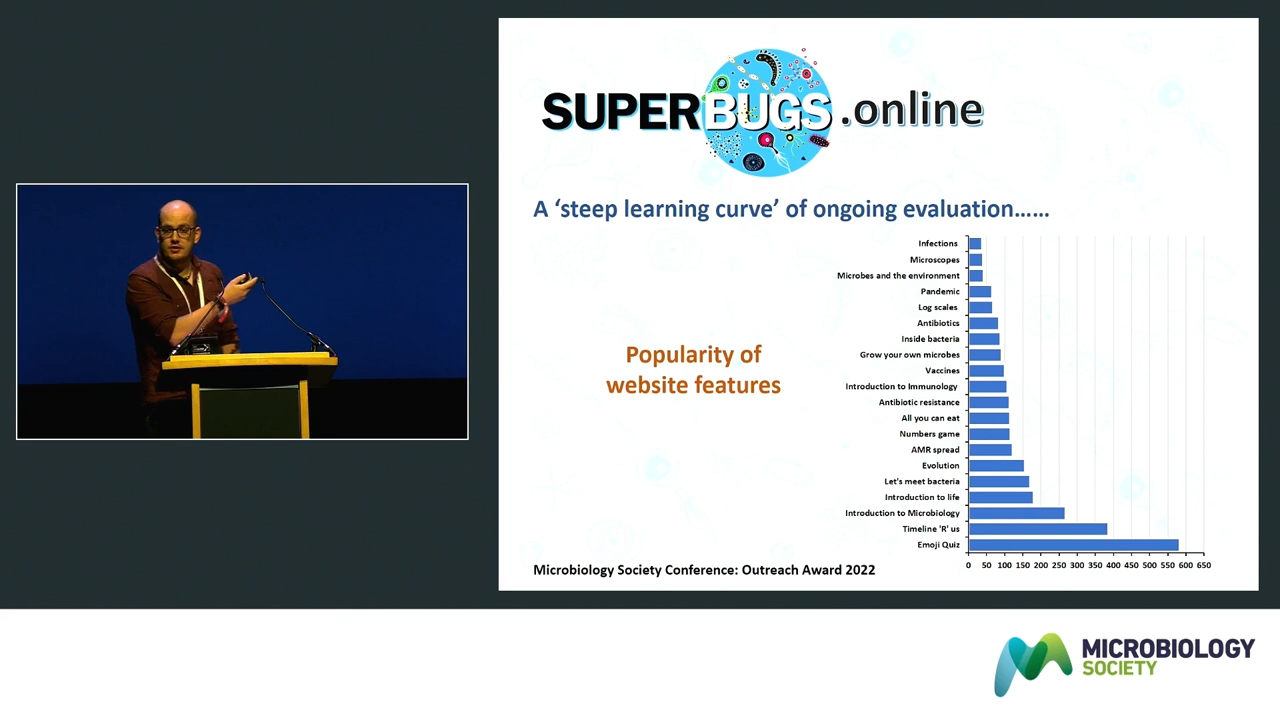 SUPERBUGS.online
A ‘steep learning curve’ of ongoing evaluation……
Popularity of
website features
Infections
Microscopes
Microbes and the environment
Pandemic
Log scales
Antibiotics
Inside bacteria
Grow your own microbes
Vaccines
Introduction to Immunology
Antibiotic resistance
All you can eat
Numbers game
AMR spread
Evolution
Let's meet bacteria
Introduction to life
Introduction to Microbiology
Timeline 'R' us
Emoji Quiz
0 50 100 150 200 250 300 350 400 450 500 550 600 650
Microbiology Society Conference: Outreach Award 2022
MICROBIOLOGY
SOCIETY